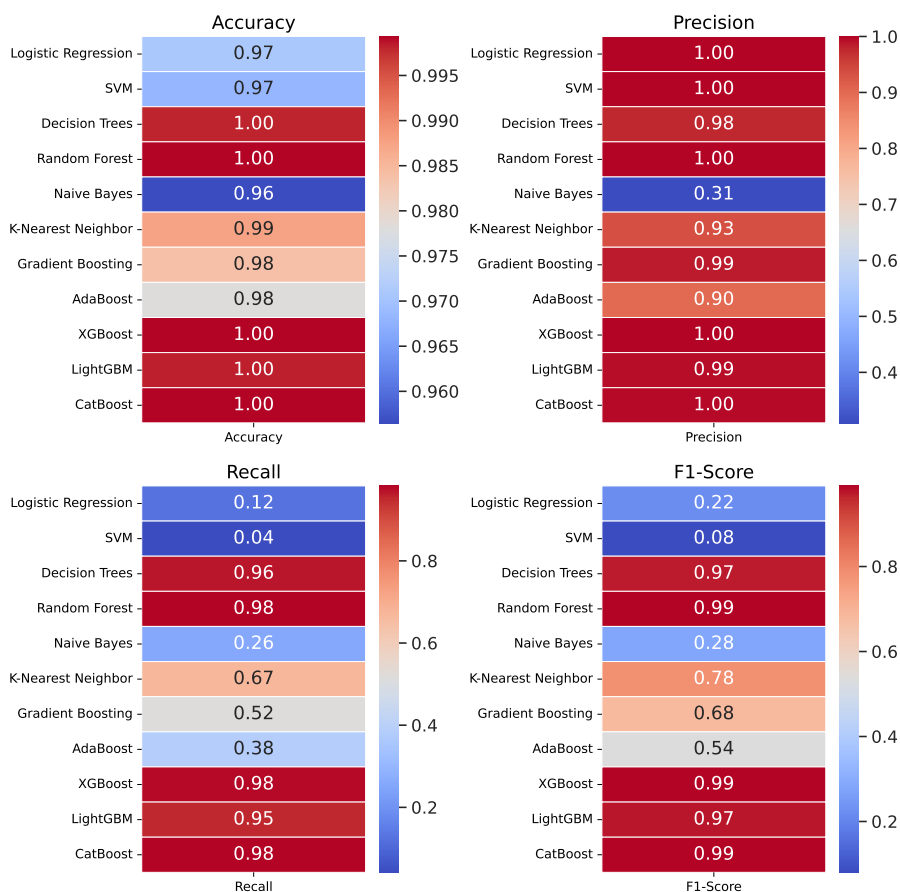 Accuracy
Logistic Regression 0.97
SVM 0.97
Decision Trees 1.00
Random Forest 1.00
Naive Bayes 0.96
K-Nearest Neighbor 0.99
Gradient Boosting 0.98
AdaBoost 0.98
XGBoost 1.00
LightGBM 1.00
CatBoost 1.00
Accuracy
0.995
0.990
0.985
0.980
0.975
0.970
0.965
0.960
Precision
Logistic Regression 1.00
SVM 1.00
Decision Trees 0.98
Random Forest 1.00
Naive Bayes 0.31
K-Nearest Neighbor 0.93
Gradient Boosting 0.99
AdaBoost 0.90
XGBoost 1.00
LightGBM 0.99
CatBoost 1.00
Precision
1.0
0.9
0.8
0.7
0.6
0.5
0.4
Recall
Logistic Regression 0.12
SVM 0.04
Decision Trees 0.96
Random Forest 0.98
Naive Bayes 0.26
K-Nearest Neighbor 0.67
Gradient Boosting 0.52
AdaBoost 0.38
XGBoost 0.98
LightGBM 0.95
CatBoost 0.98
Recall
0.8
0.6
0.4
0.2
F1-Score
Logistic Regression 0.22
SVM 0.08
Decision Trees 0.97
Random Forest 0.99
Naive Bayes 0.28
K-Nearest Neighbor 0.78
Gradient Boosting 0.68
AdaBoost 0.54
XGBoost 0.99
LightGBM 0.97
CatBoost 0.99
F1-Score
0.8
0.6
0.4
0.2